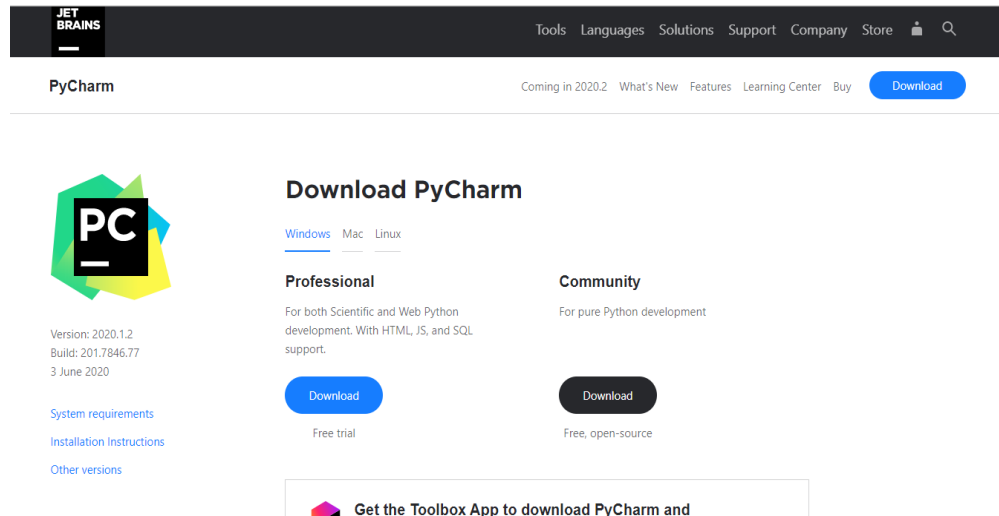 JET
BRAINS
Tools Languages Solutions Support Company Store
PyCharm
Coming in 2020.2 What's New Features Learning Center Buy Download
PC
Download PyCharm
Windows Mac Linux
Professional
For both Scientific and Web Python
development. With HTML, JS, and SQL
support.
Download
Free trial
Community
For pure Python development
Download
Free, open-source
Version: 2020.1.2
Build: 201.7846.77
3 June 2020
System requirements
Installation Instructions
Other versions
Get the Toolbox App to download PyCharm and